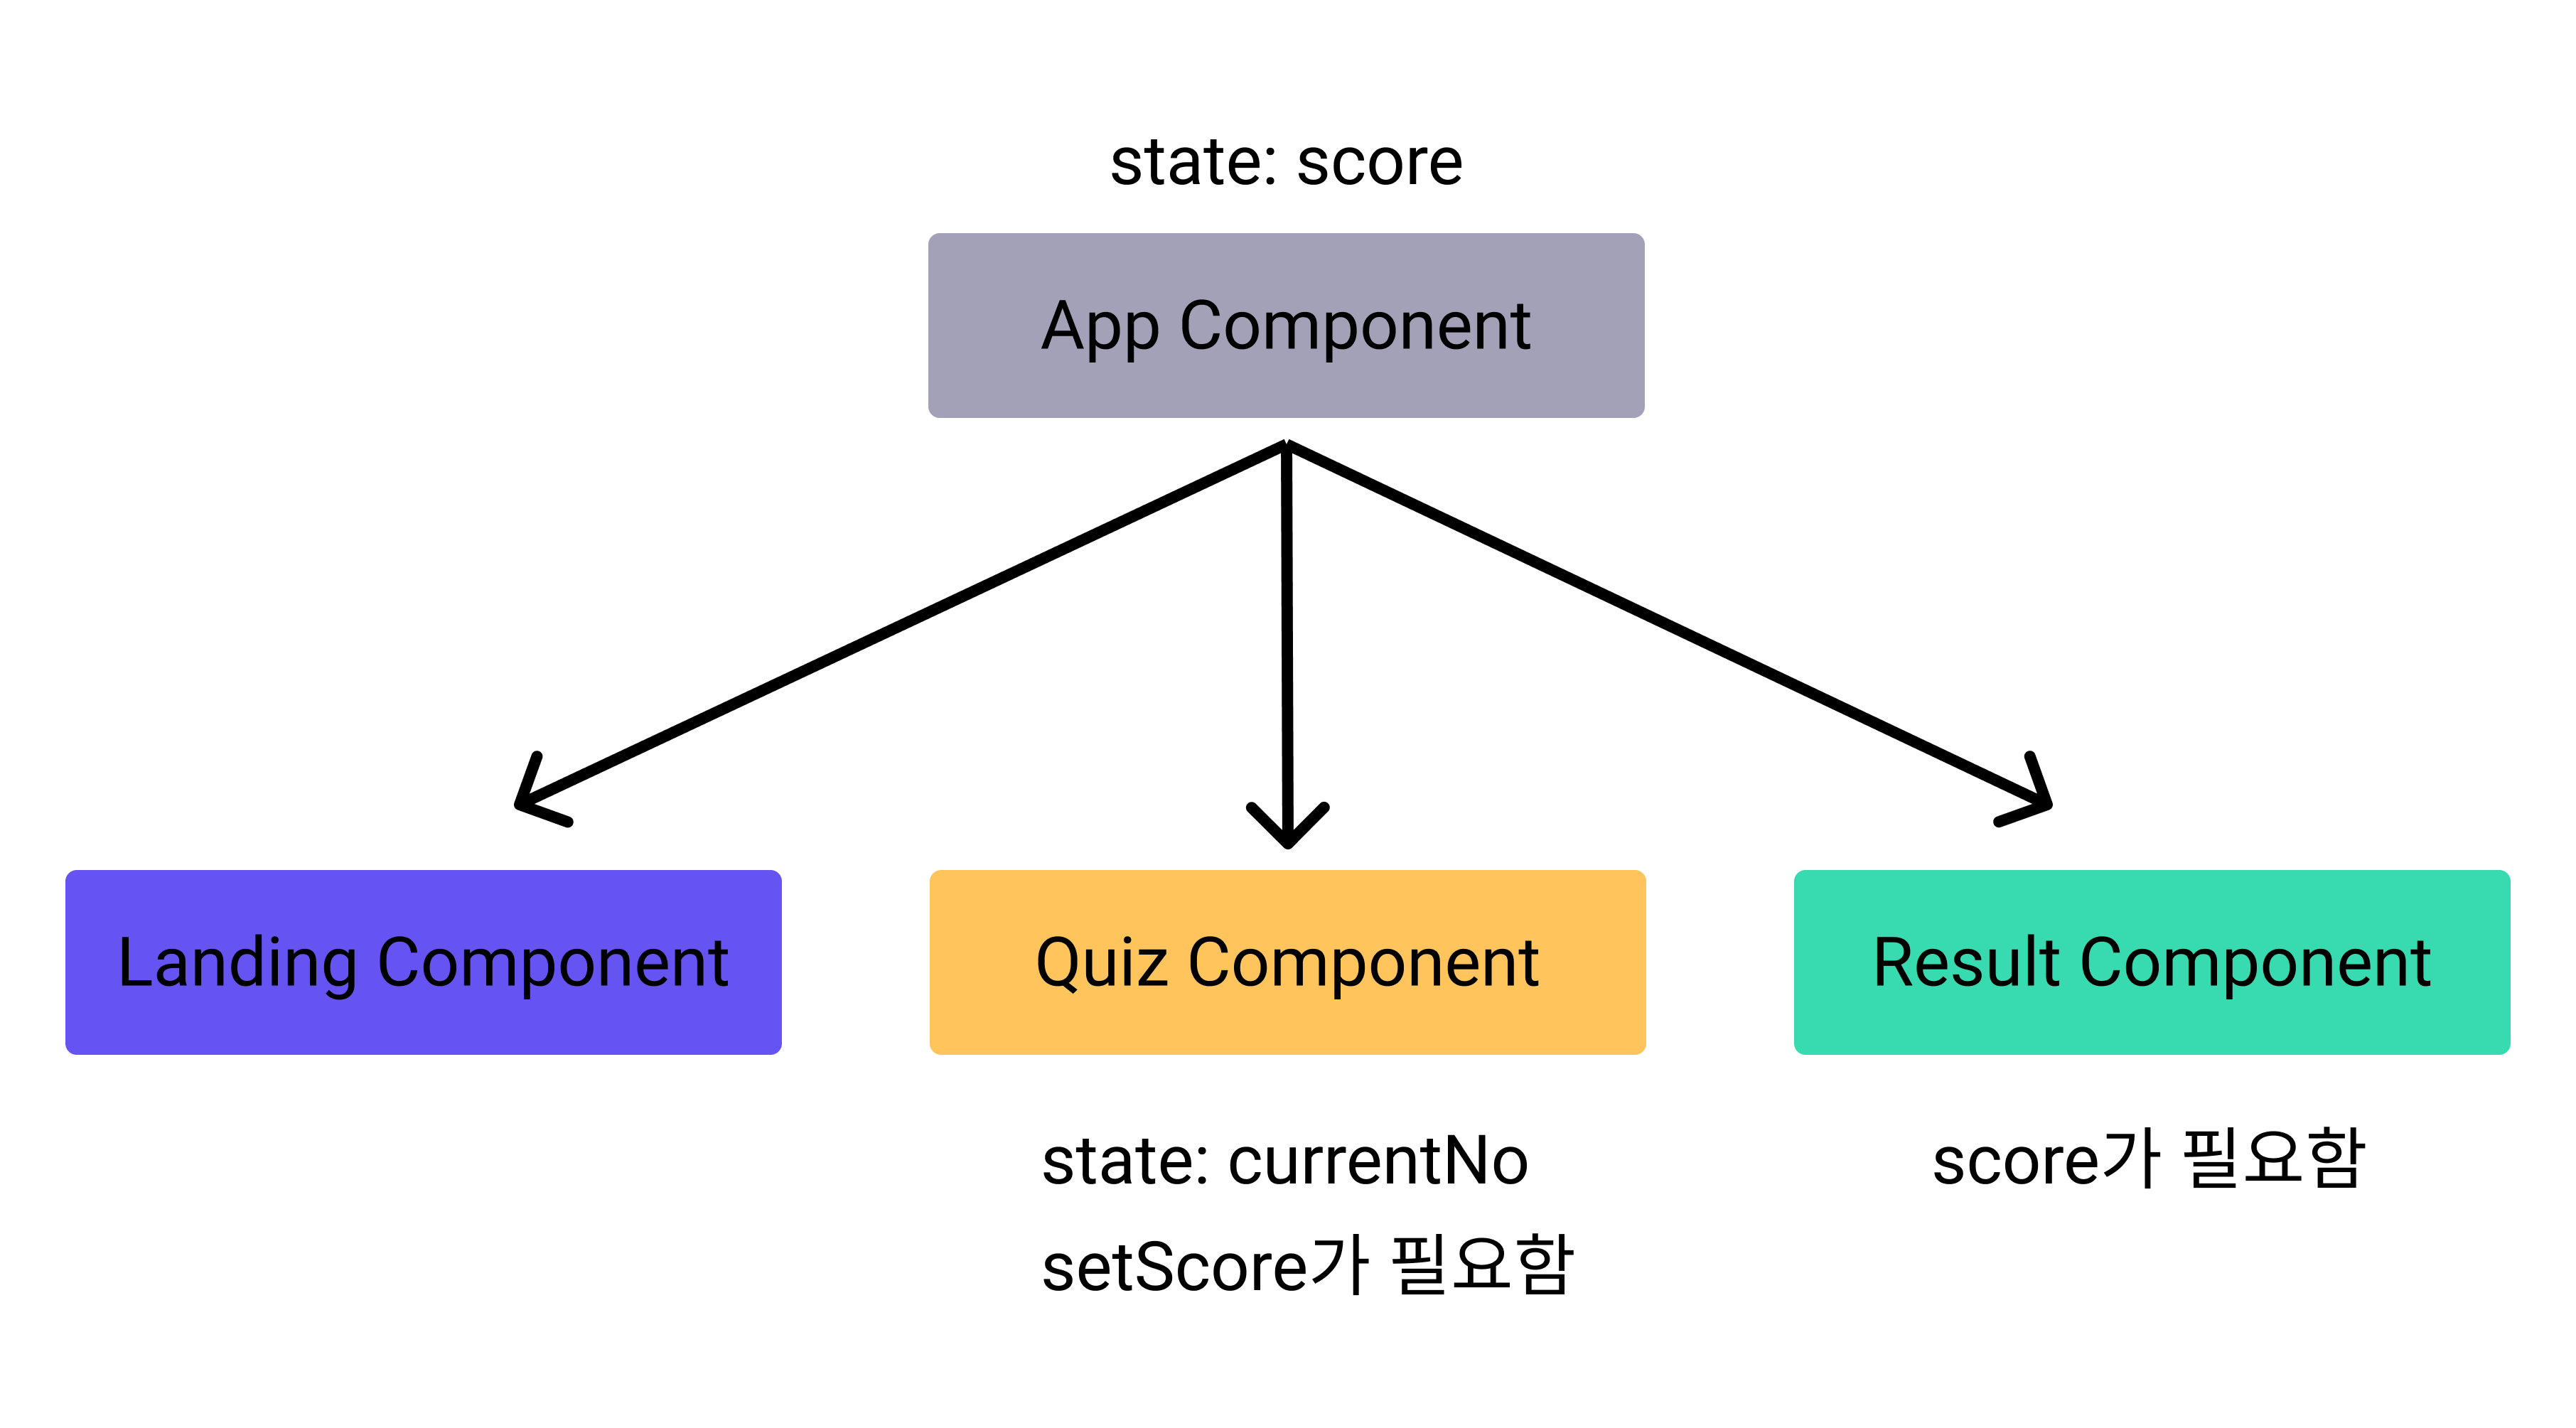 state: score
App Component
Landing Component
Quiz Component
Result Component
state: currentNo
setScore가 필요함
score가 필요함